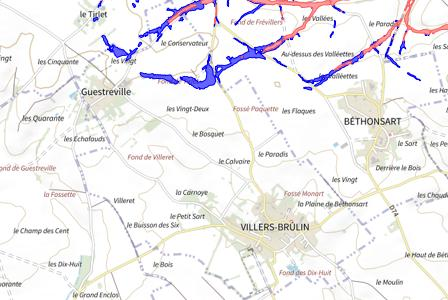 le Tirlet
Fond de Frévillers
les Vallées
le Paradis
le Conservateur
Au-dessus des Valléettes
les Cinquante
les Vingt
Valléettes
Guestreville
les Vingt-Deux
Fossé Paquette
les Flaques
les Quarante
BÉTHONSART
les Echafauds
le Bosquet
le Sart
Fond de Villeret
le Calvaire
le Paradis
Derrière le Bois
ond de Guestreville
les Vingt
la Fossette
Villeret
la Carnoye
Fossé Monart
les Chaud
la Plaine de Béthonsart
D74
le Petit Sart
le Champ des Cent
le Buisson des Six
VILLERS-BRÛLIN
les Dix-Huit
le Bois
le Haut de Bét
Fond des Dix-Huit
le Moulin
le Grand Enclos